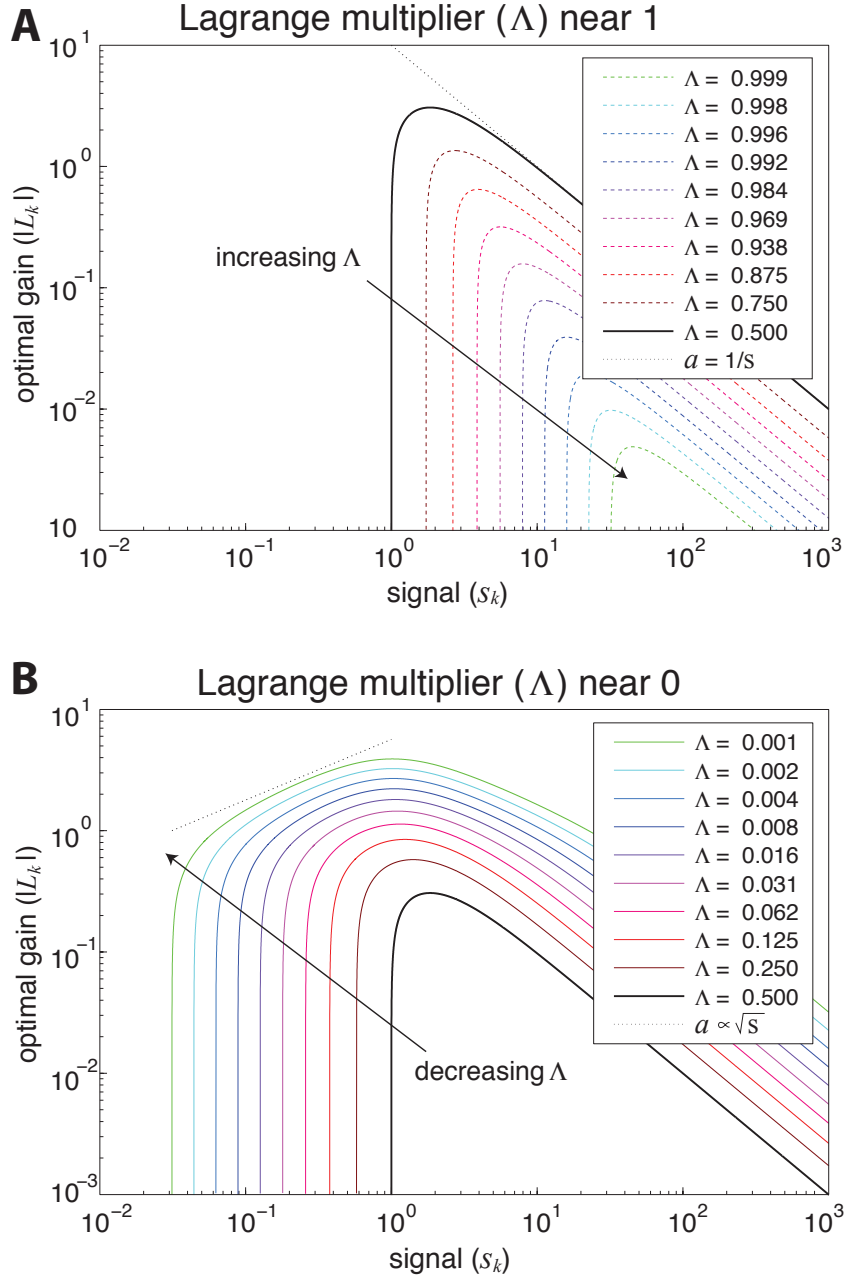 A
Lagrange multiplier (Λ) near 1
optimal gain (|L_k|)
10^1
10^0
10^−1
10^−2
10
Λ = 0.999
Λ = 0.998
Λ = 0.996
Λ = 0.992
Λ = 0.984
Λ = 0.969
Λ = 0.938
Λ = 0.875
Λ = 0.750
Λ = 0.500
a = 1/s
increasing Λ
10^−2
10^−1
10^0
10^1
10^2
10^3
signal (s_k)
B
Lagrange multiplier (Λ) near 0
optimal gain (|L_k|)
10^1
10^0
10^−1
10^−2
10^−3
Λ = 0.001
Λ = 0.002
Λ = 0.004
Λ = 0.008
Λ = 0.016
Λ = 0.031
Λ = 0.062
Λ = 0.125
Λ = 0.250
Λ = 0.500
a ∝ √s
decreasing Λ
10^−2
10^−1
10^0
10^1
10^2
10^3
signal (s_k)